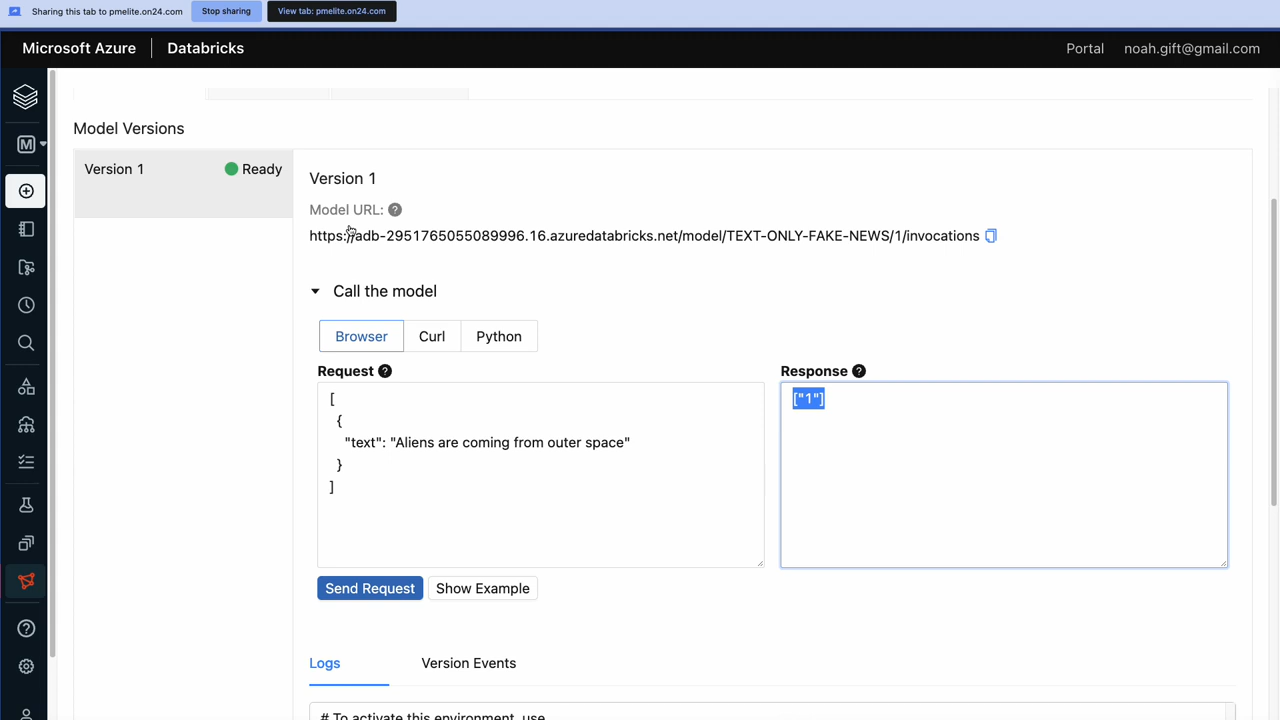 Sharing this tab to pmelite.on24.com
Stop sharing
View tab: pmelite.on24.com
Microsoft Azure
Databricks
Portal
noah.gift@gmail.com
M
Model Versions
Version 1
Ready
Version 1
Model URL: ?
https://adb-2951765055089996.16.azuredatabricks.net/model/TEXT-ONLY-FAKE-NEWS/1/invocations
Call the model
Browser
Curl
Python
Request ?
Response ?
[
{
"text": "Aliens are coming from outer space"
}
]
["1"]
Send Request
Show Example
Logs
Version Events
# To activate this environment, use